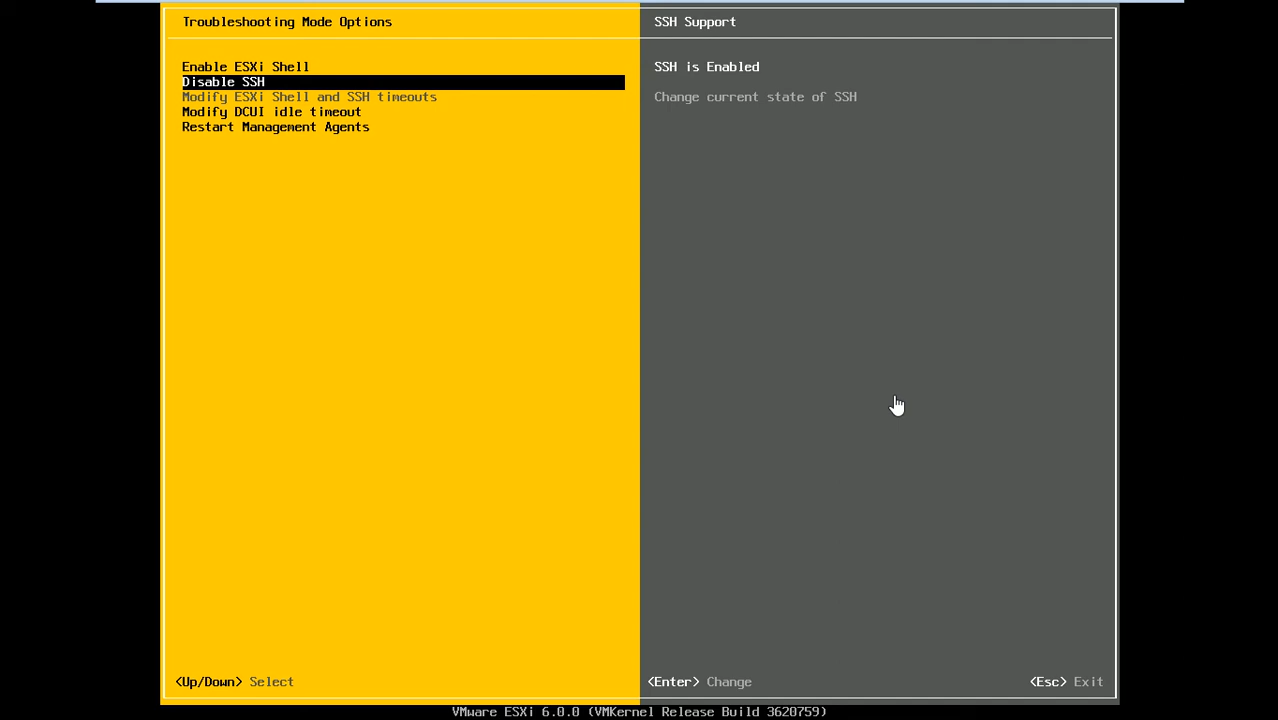 Troubleshooting Mode Options
Enable ESXi Shell
Disable SSH
Modify ESXi Shell and SSH timeouts
Modify DCUI idle timeout
Restart Management Agents
<Up/Down> Select
SSH Support
SSH is Enabled
Change current state of SSH
<Enter> Change
<Esc> Exit
VMware ESXi 6.0.0 (VMKernel Release Build 3620759)